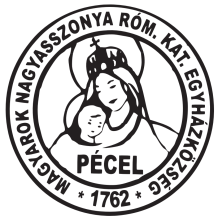 MAGYAROK NAGYASSZONYA RÓM. KAT. EGYHÁZKÖZSÉG
PÉCEL
* 1762 *